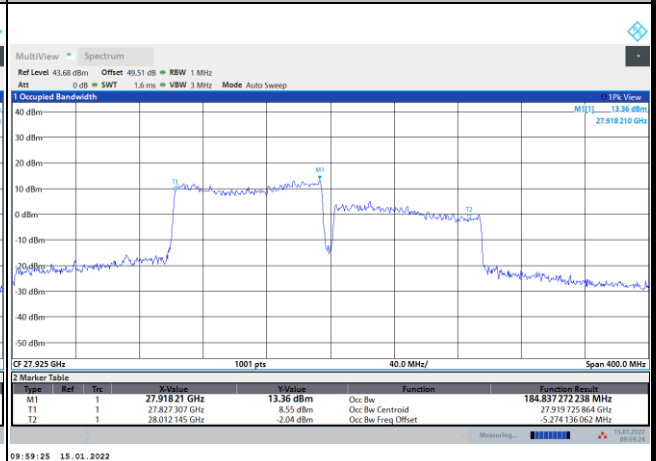 MultiView Spectrum
Ref Level 43.68 dBm Offset 49.51 dB RBW 1 MHz
Att 0 dB SWT 1.6 ms VBW 3 MHz Mode Auto Sweep
1 Occupied Bandwidth 1Pk View
M1[1] 13.36 dBm
27.918 210 GHz
40 dBm
30 dBm
20 dBm
M1
T1
10 dBm
T2
0 dBm
-10 dBm
-20 dBm
-30 dBm
-40 dBm
-50 dBm
CF 27.925 GHz 1001 pts 40.0 MHz/ Span 400.0 MHz
2 Marker Table
Type Ref Trc X-Value Y-Value Function Function Result
M1 1 27.91821 GHz 13.36 dBm Occ Bw 184.837 272 238 MHz
T1 1 27.827 307 GHz 8.55 dBm Occ Bw Centroid 27.919 725 864 GHz
T2 1 28.012 145 GHz -2.04 dBm Occ Bw Freq Offset -5.274 136 062 MHz
Measuring... 15.01.2022
09:59:24
09:59:25 15.01.2022